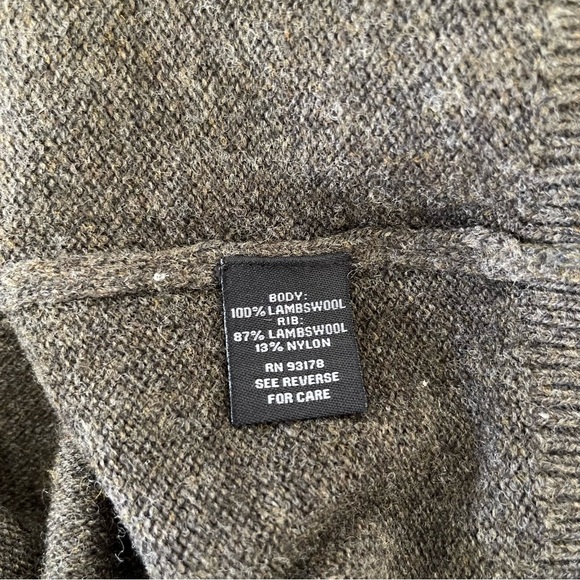 BODY:
100% LAMBSWOOL
RIB:
87% LAMBSWOOL
13% NYLON
RN 93178
SEE REVERSE
FOR CARE